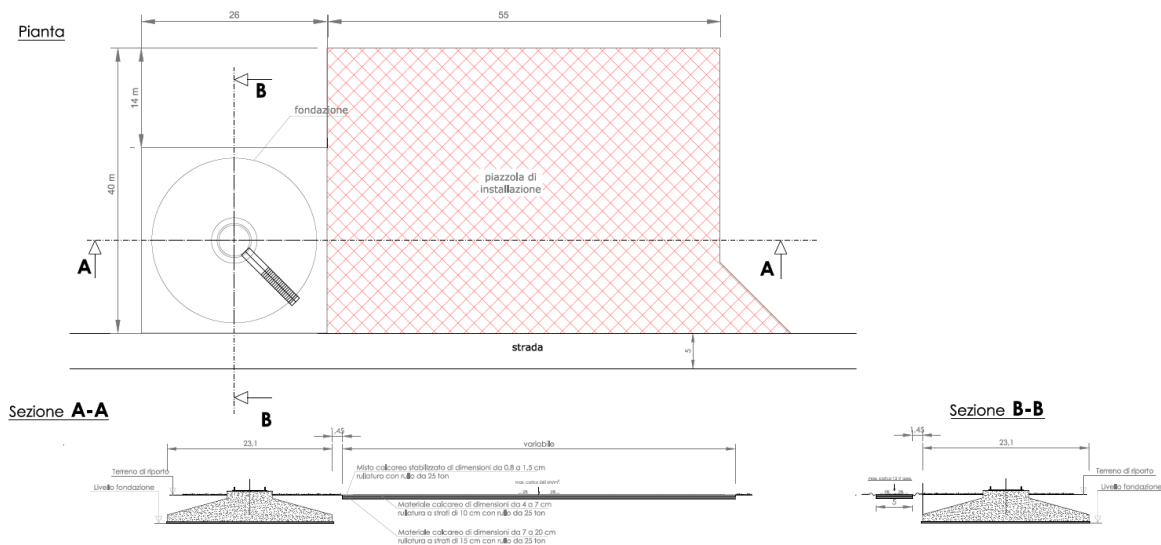 Pianta
26
55
14 m
40 m
B
fondazione
piazzola di
installazione
A
A
strada
5
B
Sezione A-A
Sezione B-B
1,45
23,1
variabile
1,45
23,1
Terreno di riporto
Livello fondazione
Misto calcareo stabilizzato di dimensioni da 0,8 a 1,5 cm
rullatura con rullo da 25 ton
Materiale calcareo di dimensioni da 4 a 7 cm
rullatura a strati di 10 cm con rullo da 25 ton
Materiale calcareo di dimensioni da 7 a 20 cm
rullatura a strati di 15 cm con rullo da 25 ton
5
Terreno di riporto
Livello fondazione